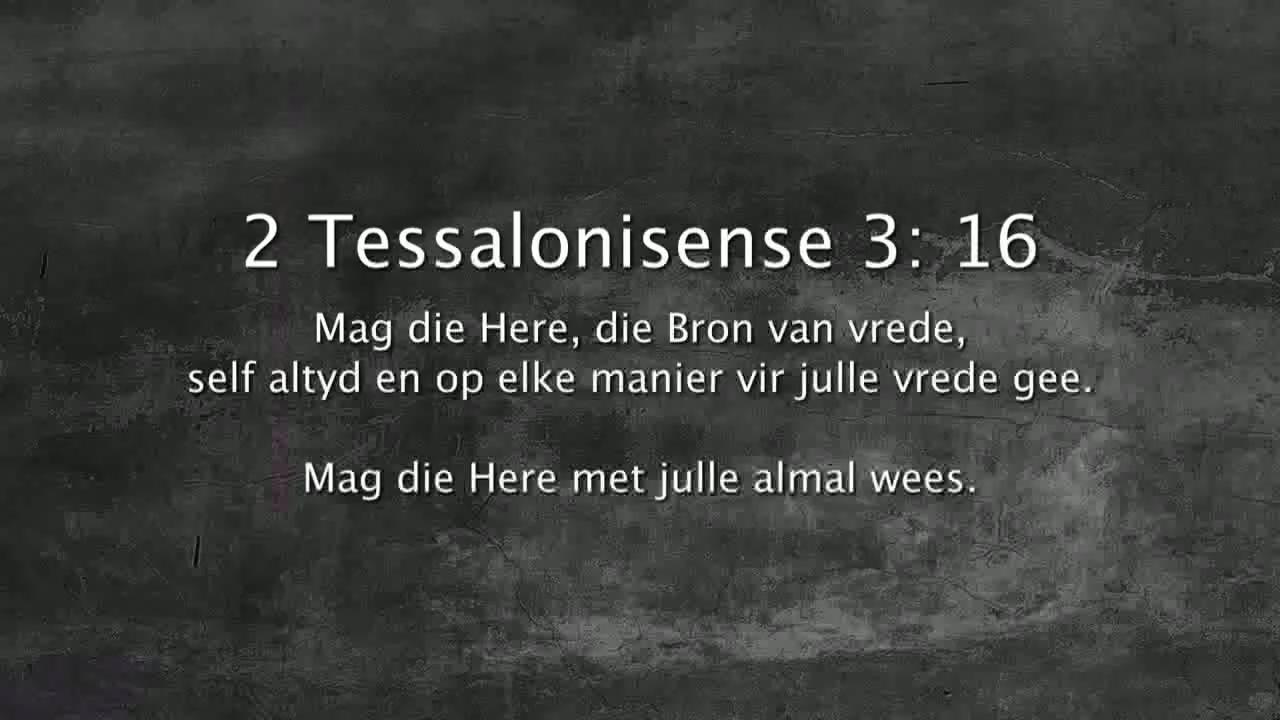 2 Tessalonisense 3: 16
Mag die Here, die Bron van vrede,
self altyd en op elke manier vir julle vrede gee.
Mag die Here met julle almal wees.